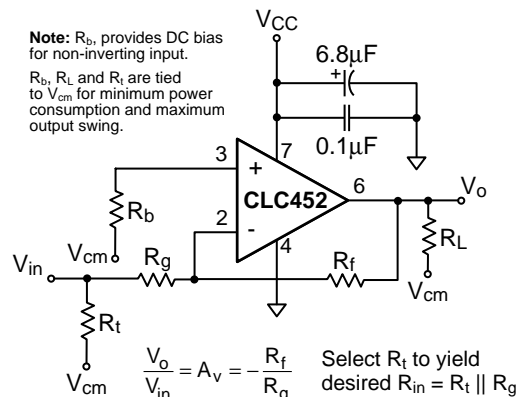 Note: Rb, provides DC bias
for non-inverting input.
Rb, RL and Rt are tied
to Vcm for minimum power
consumption and maximum
output swing.
VCC
6.8μF
+
0.1μF
3
7
+
CLC452
6
Vo
Rb
2
-
4
RL
Vcm
Vin
Rg
Rf
Vcm
Rt
Vcm
Vo/Vin = Av = -Rf/Rg
Select Rt to yield
desired Rin = Rt || Rg